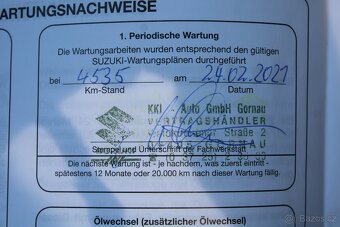 WARTUNGSNACHWEISE
1. Periodische Wartung
Die Wartungsarbeiten wurden entsprechend den gültigen
SUZUKI-Wartungsplänen durchgeführt
bei 4535 am 24.02.2021
Km-Stand Datum
KKI Auto GmbH Gornau
VERTRAGSHÄNDLER
Straße 2
Stempel und Unterschrift der Fachwerkstatt
Die nächste Wartung ist - je nachdem, was zuerst eintritt -
spätestens 12 Monate oder 20.000 km nach dieser Wartung fällig.
Ölwechsel (zusätzlicher Ölwechsel)